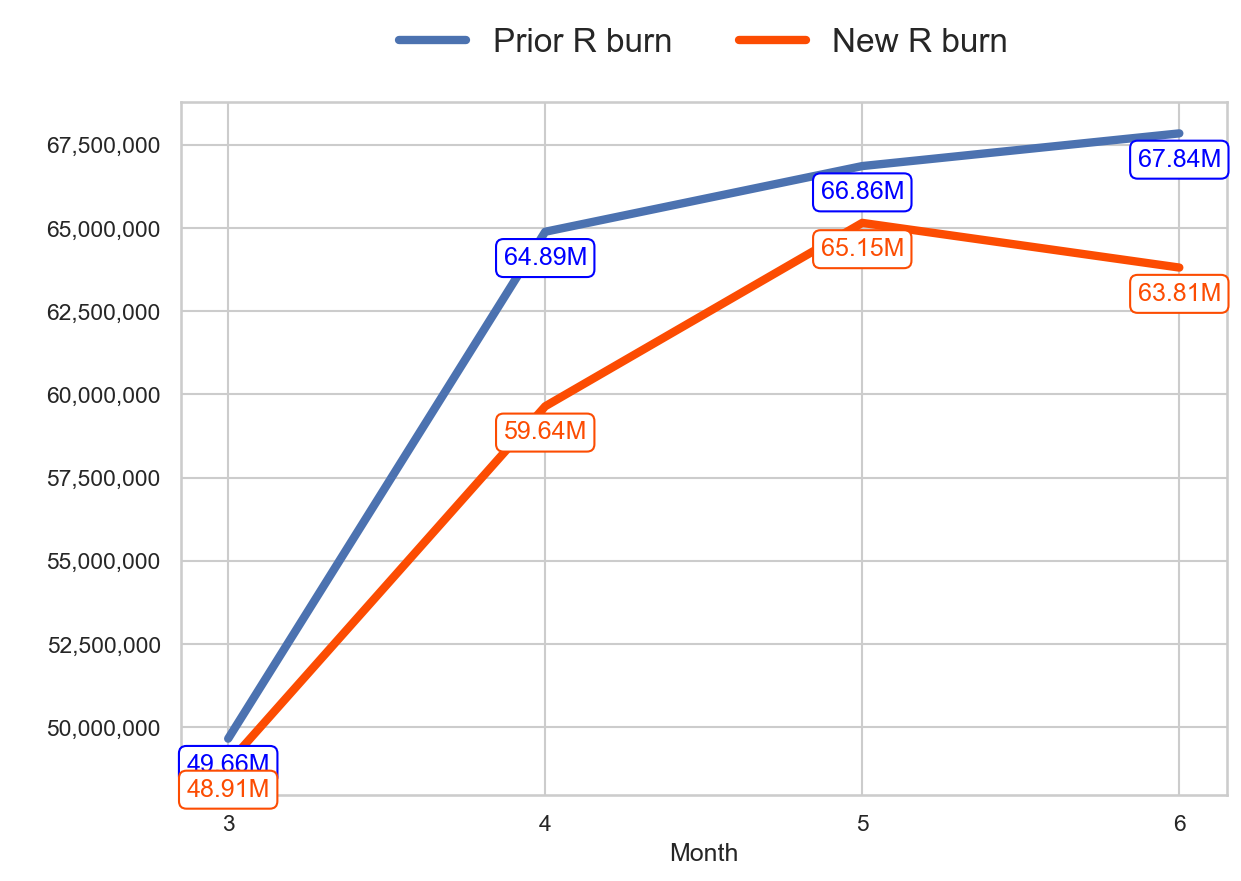 Prior R burn New R burn
67,500,000
65,000,000
62,500,000
60,000,000
57,500,000
55,000,000
52,500,000
50,000,000
67.84M
66.86M
64.89M
65.15M
63.81M
59.64M
49.66M
48.91M
3 4 5 6
Month